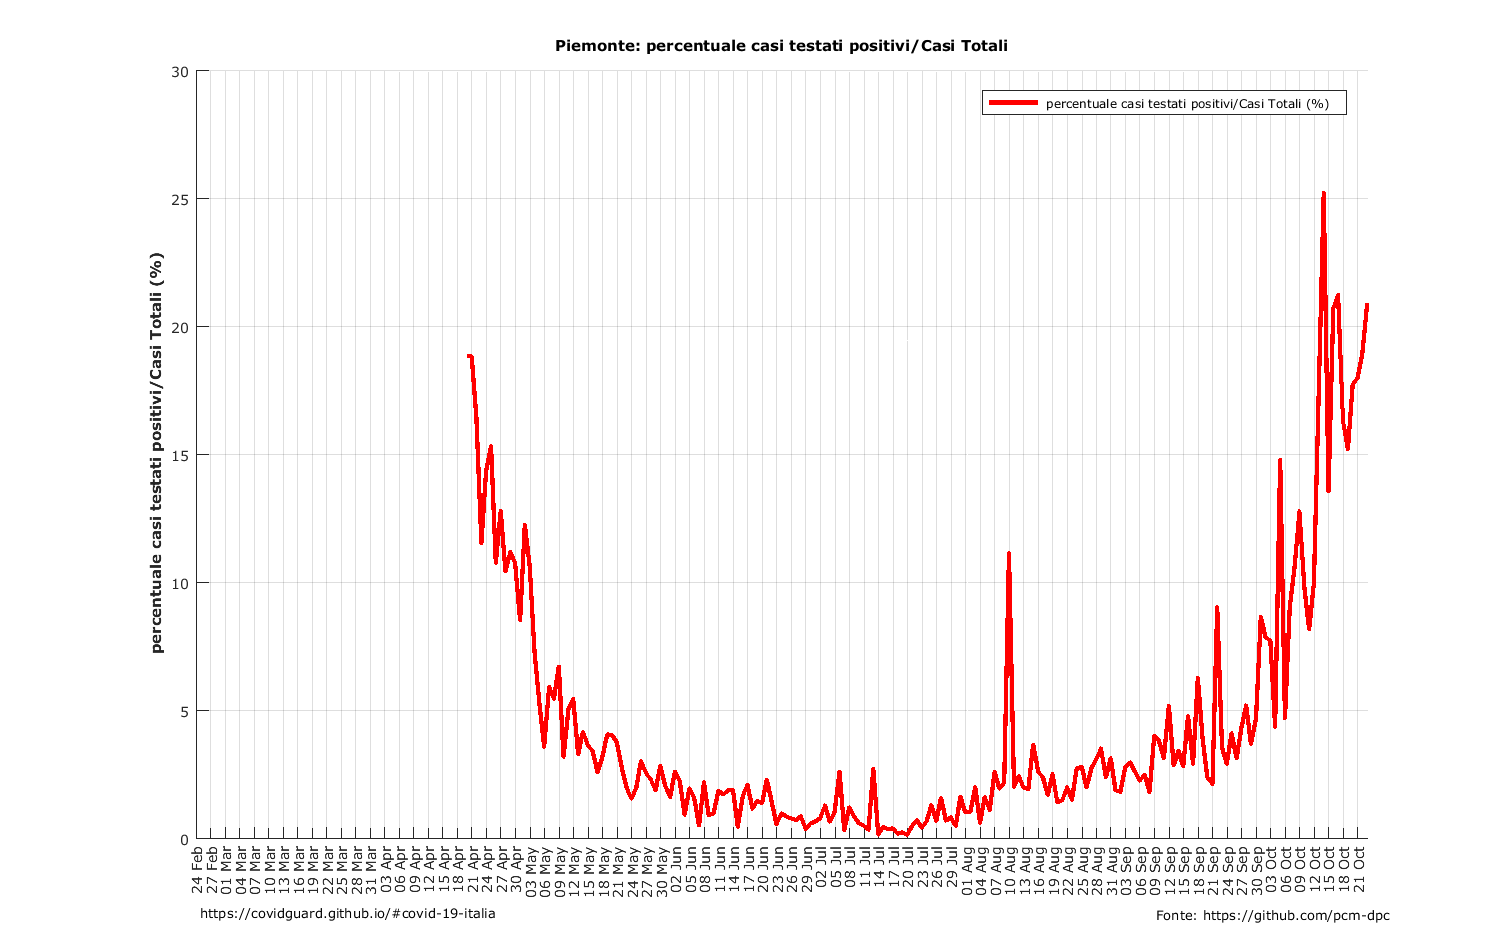 Piemonte: percentuale casi testati positivi/Casi Totali
percentuale casi testati positivi/Casi Totali (%)
percentuale casi testati positivi/Casi Totali (%)
30
25
20
15
10
5
0
24 Feb
27 Feb
01 Mar
04 Mar
07 Mar
10 Mar
13 Mar
16 Mar
19 Mar
22 Mar
25 Mar
28 Mar
31 Mar
03 Apr
06 Apr
09 Apr
12 Apr
15 Apr
18 Apr
21 Apr
24 Apr
27 Apr
30 Apr
03 May
06 May
09 May
12 May
15 May
18 May
21 May
24 May
27 May
30 May
02 Jun
05 Jun
08 Jun
11 Jun
14 Jun
17 Jun
20 Jun
23 Jun
26 Jun
29 Jun
02 Jul
05 Jul
08 Jul
11 Jul
14 Jul
17 Jul
20 Jul
23 Jul
26 Jul
29 Jul
01 Aug
04 Aug
07 Aug
10 Aug
13 Aug
16 Aug
19 Aug
22 Aug
25 Aug
28 Aug
31 Aug
03 Sep
06 Sep
09 Sep
12 Sep
15 Sep
18 Sep
21 Sep
24 Sep
27 Sep
30 Sep
03 Oct
06 Oct
09 Oct
12 Oct
15 Oct
18 Oct
21 Oct
https://covidguard.github.io/#covid-19-italia
Fonte: https://github.com/pcm-dpc